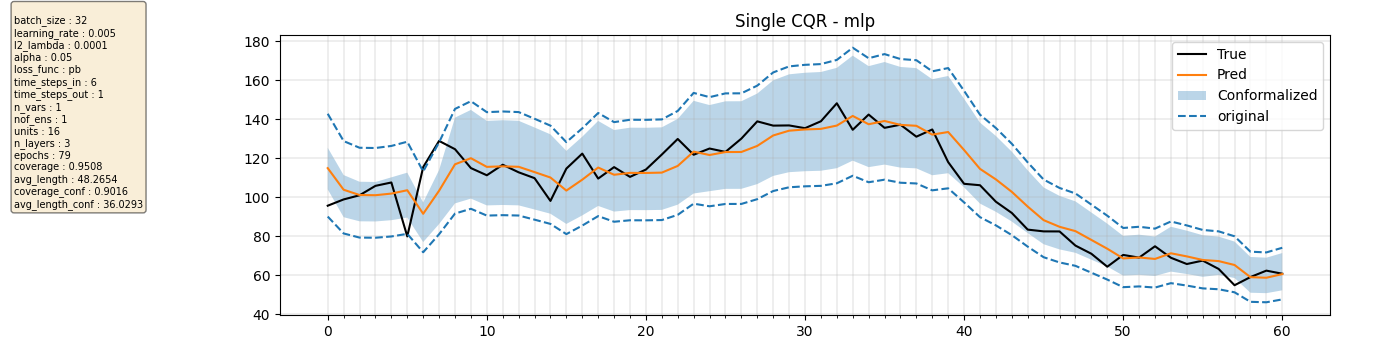 batch_size : 32
learning_rate : 0.005
l2_lambda : 0.0001
alpha : 0.05
loss_func : pb
time_steps_in : 6
time_steps_out : 1
n_vars : 1
nof_ens : 1
units : 16
n_layers : 3
epochs : 79
coverage : 0.9508
avg_length : 48.2654
coverage_conf : 0.9016
avg_length_conf : 36.0293
Single CQR - mlp
180
160
140
120
100
80
60
40
0 10 20 30 40 50 60
True
Pred
Conformalized
original